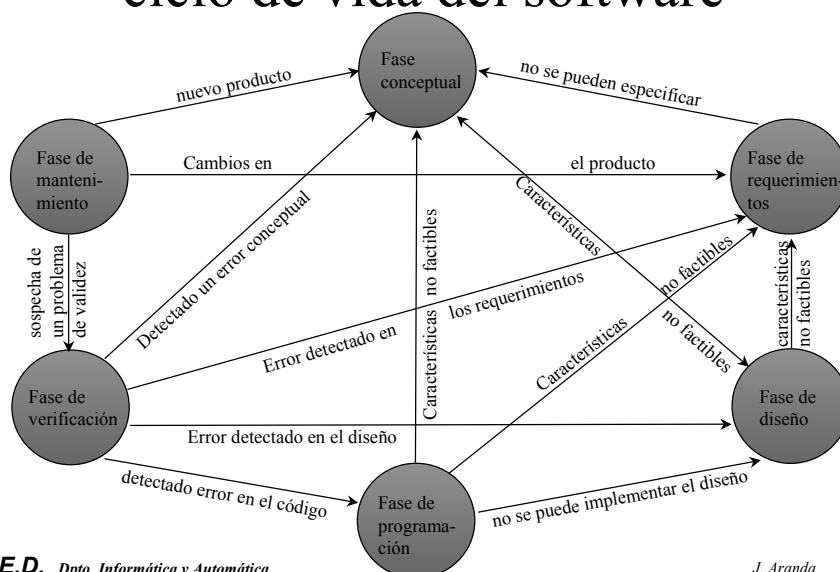 ciclo de vida del software
Fase
conceptual
nuevo producto
no se pueden especificar
Fase de
manteni-
miento
Cambios en
el producto
Fase de
requerimien-
tos
sospecha de
un problema
de validez
Detectado un error conceptual
Características no factibles
Características
no factibles
Error detectado en
los requerimientos
Características
no factibles
características
no factibles
Fase de
verificación
Error detectado en el diseño
Fase de
diseño
detectado error en el código
Fase de
programa-
ción
no se puede implementar el diseño
E.D. Dpto. Informática y Automática
J. Aranda